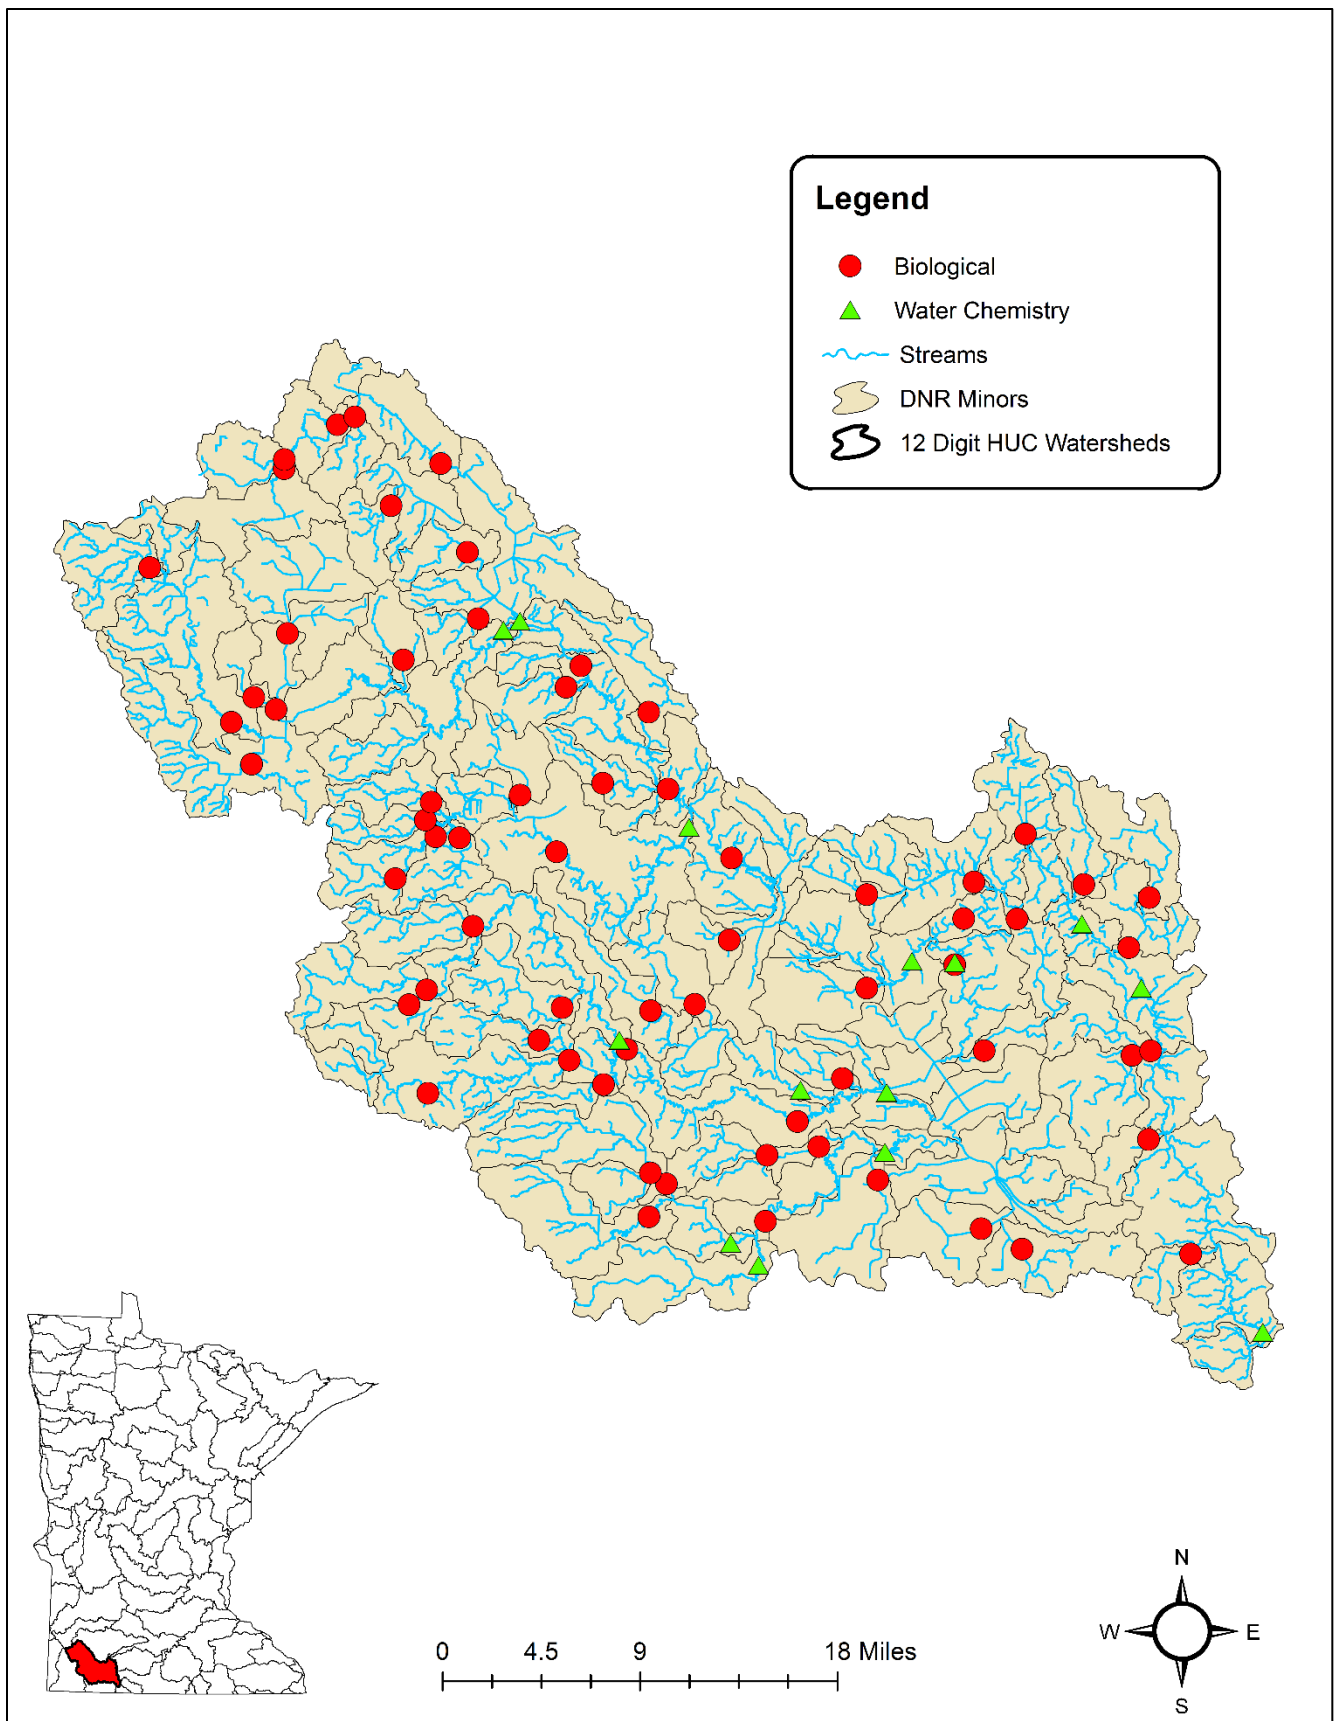 Legend
Biological
Water Chemistry
Streams
DNR Minors
12 Digit HUC Watersheds
N
W E
S
0 4.5 9 18 Miles